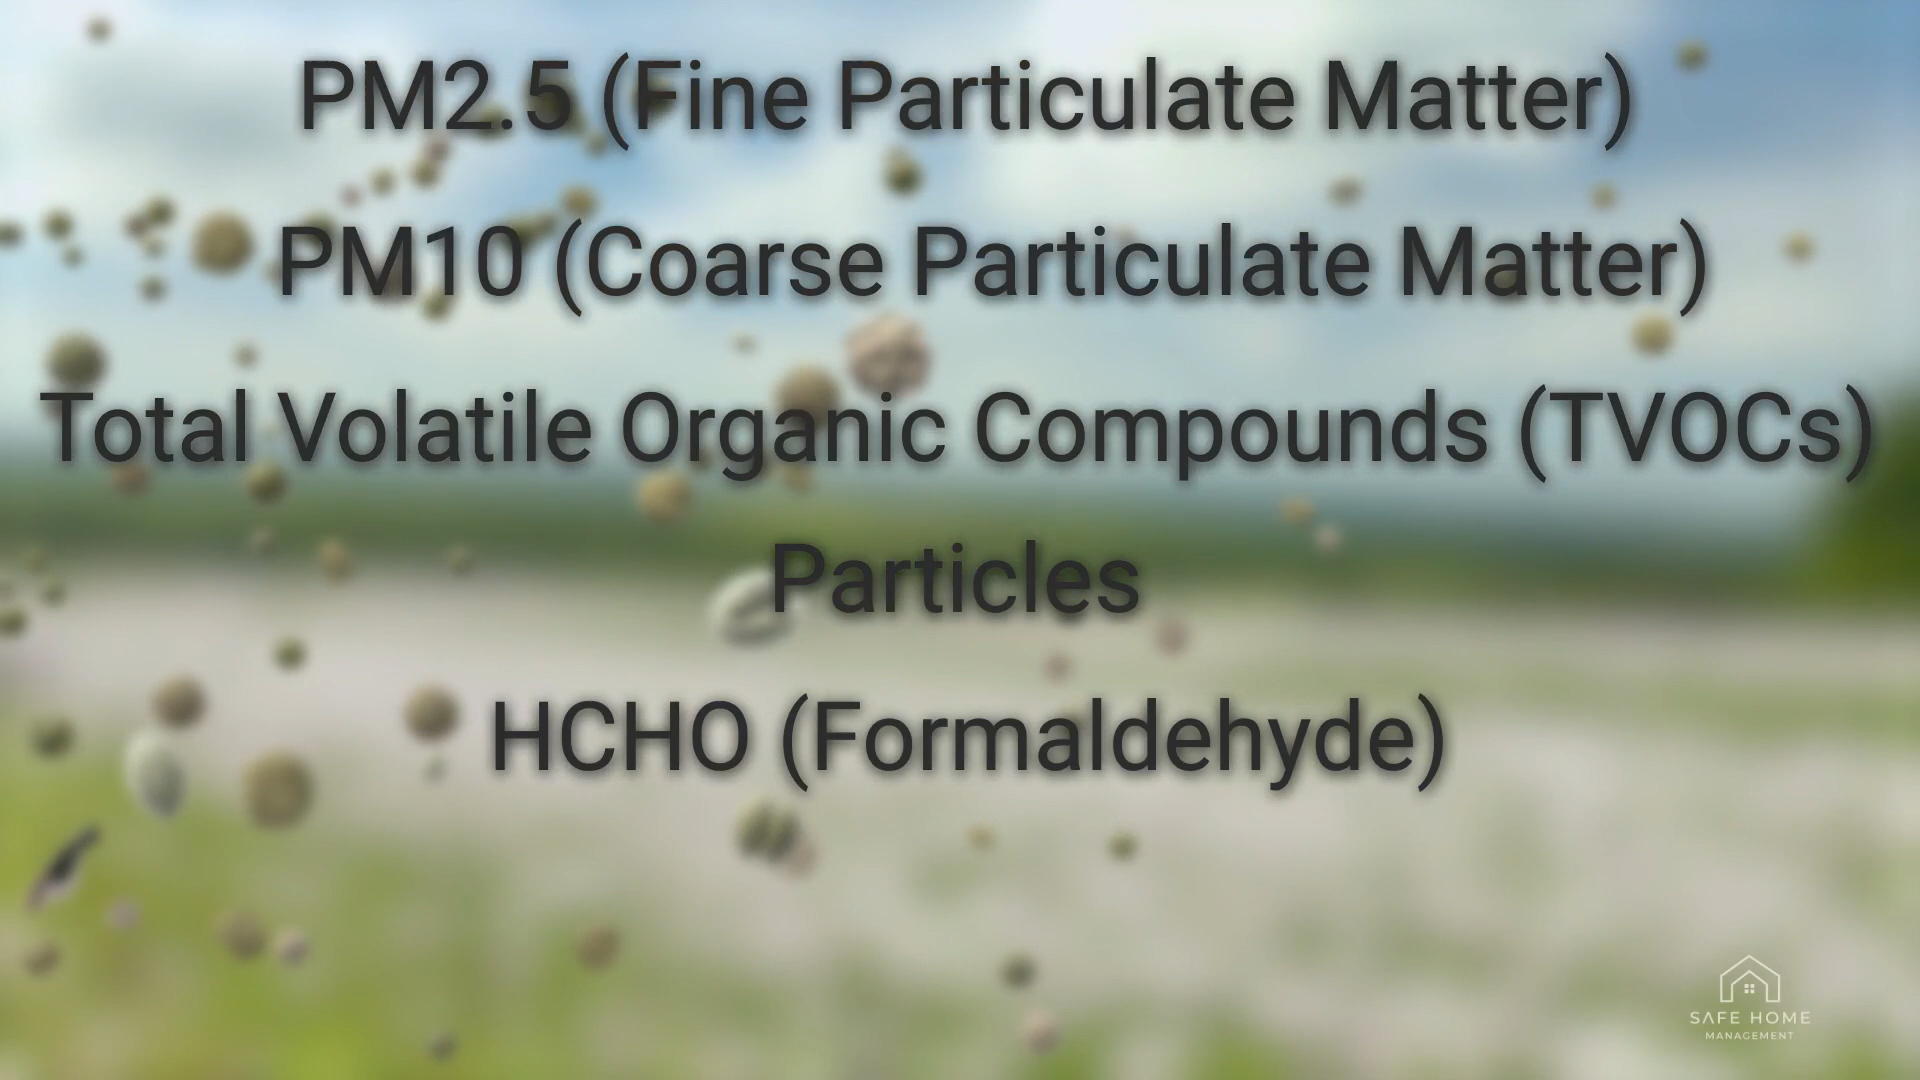 PM2.5 (Fine Particulate Matter)
PM10 (Coarse Particulate Matter)
Total Volatile Organic Compounds (TVOCs)
Particles
HCHO (Formaldehyde)
SAFE HOME
MANAGEMENT